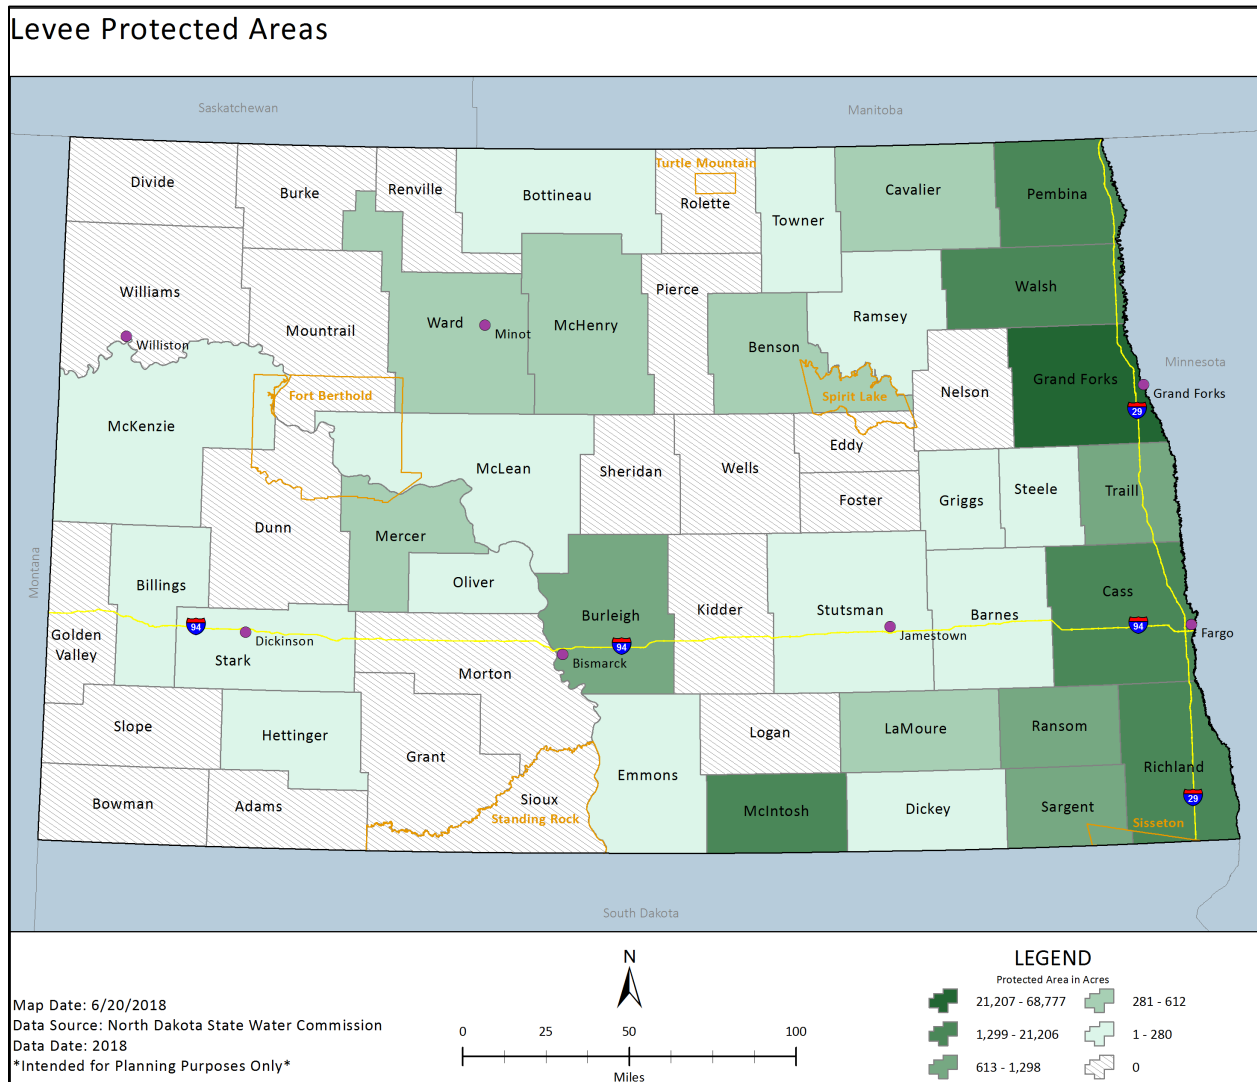 Levee Protected Areas
Saskatchewan
Manitoba
Divide
Burke
Renville
Bottineau
Turtle Mountain
Rolette
Towner
Cavalier
Pembina
Williams
Mountrail
Ward
Minot
McHenry
Pierce
Benson
Ramsey
Walsh
Williston
Minnesota
McKenzie
Fort Berthold
Spirit Lake
Nelson
Grand Forks
Grand Forks
29
McLean
Sheridan
Wells
Eddy
Foster
Griggs
Steele
Traill
Montana
Dunn
Mercer
Billings
Oliver
Burleigh
Kidder
Stutsman
Barnes
Cass
Golden
Valley
94
Dickinson
Stark
94
Bismarck
Jamestown
94
Fargo
Morton
Slope
Hettinger
Grant
Emmons
Logan
LaMoure
Ransom
Richland
Bowman
Adams
Sioux
Standing Rock
McIntosh
Dickey
Sargent
29
Sisseton
South Dakota
N
0 25 50 100
Miles
Map Date: 6/20/2018
Data Source: North Dakota State Water Commission
Data Date: 2018
*Intended for Planning Purposes Only*
LEGEND
Protected Area in Acres
21,207 - 68,777
1,299 - 21,206
613 - 1,298
281 - 612
1 - 280
0